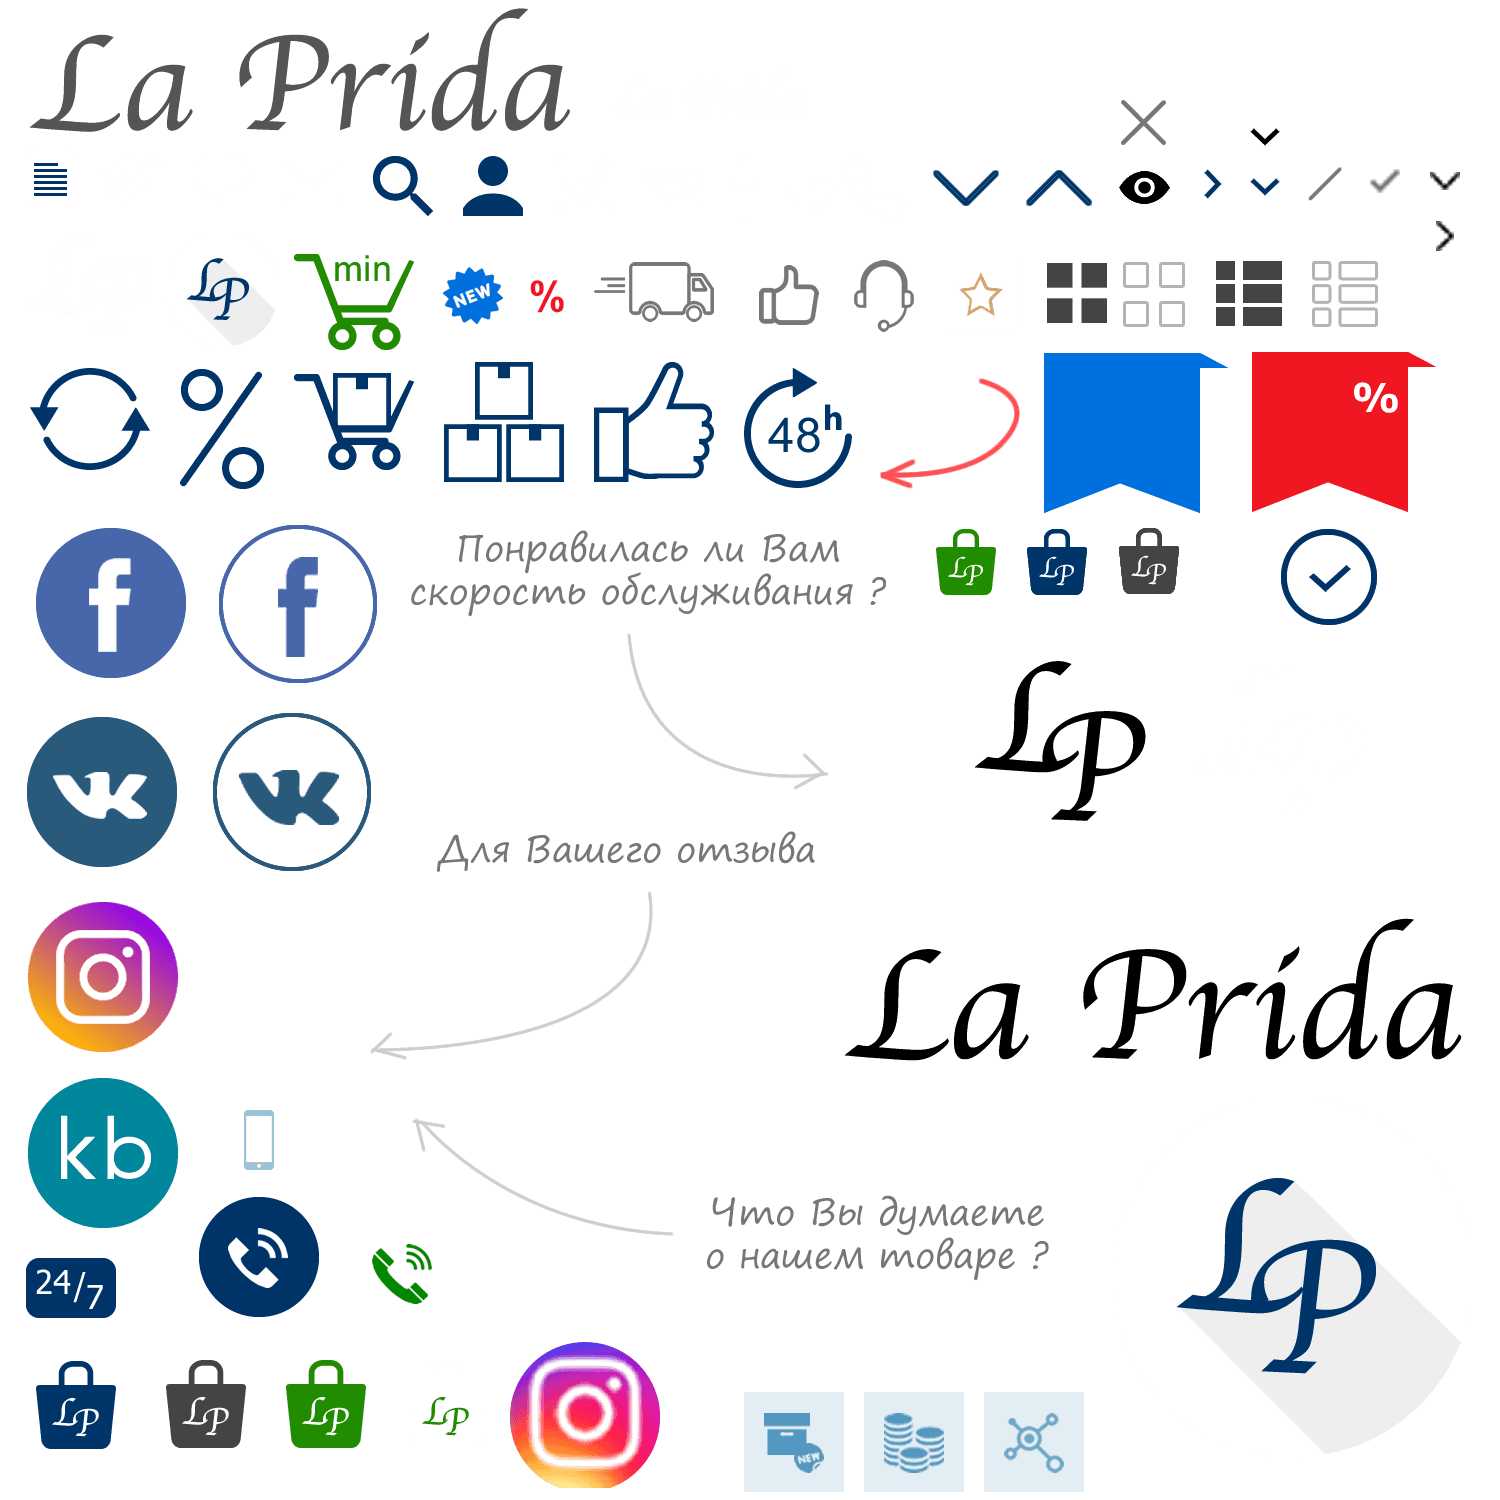 La Prida
LP
min
NEW
%
48h
%
Понравилась ли Вам
скорость обслуживания ?
LP
LP
LP
LP
Для Вашего отзыва
La Prida
kb
Что Вы думаете
о нашем товаре ?
24/7
LP
LP
LP
LP
LP
NEW